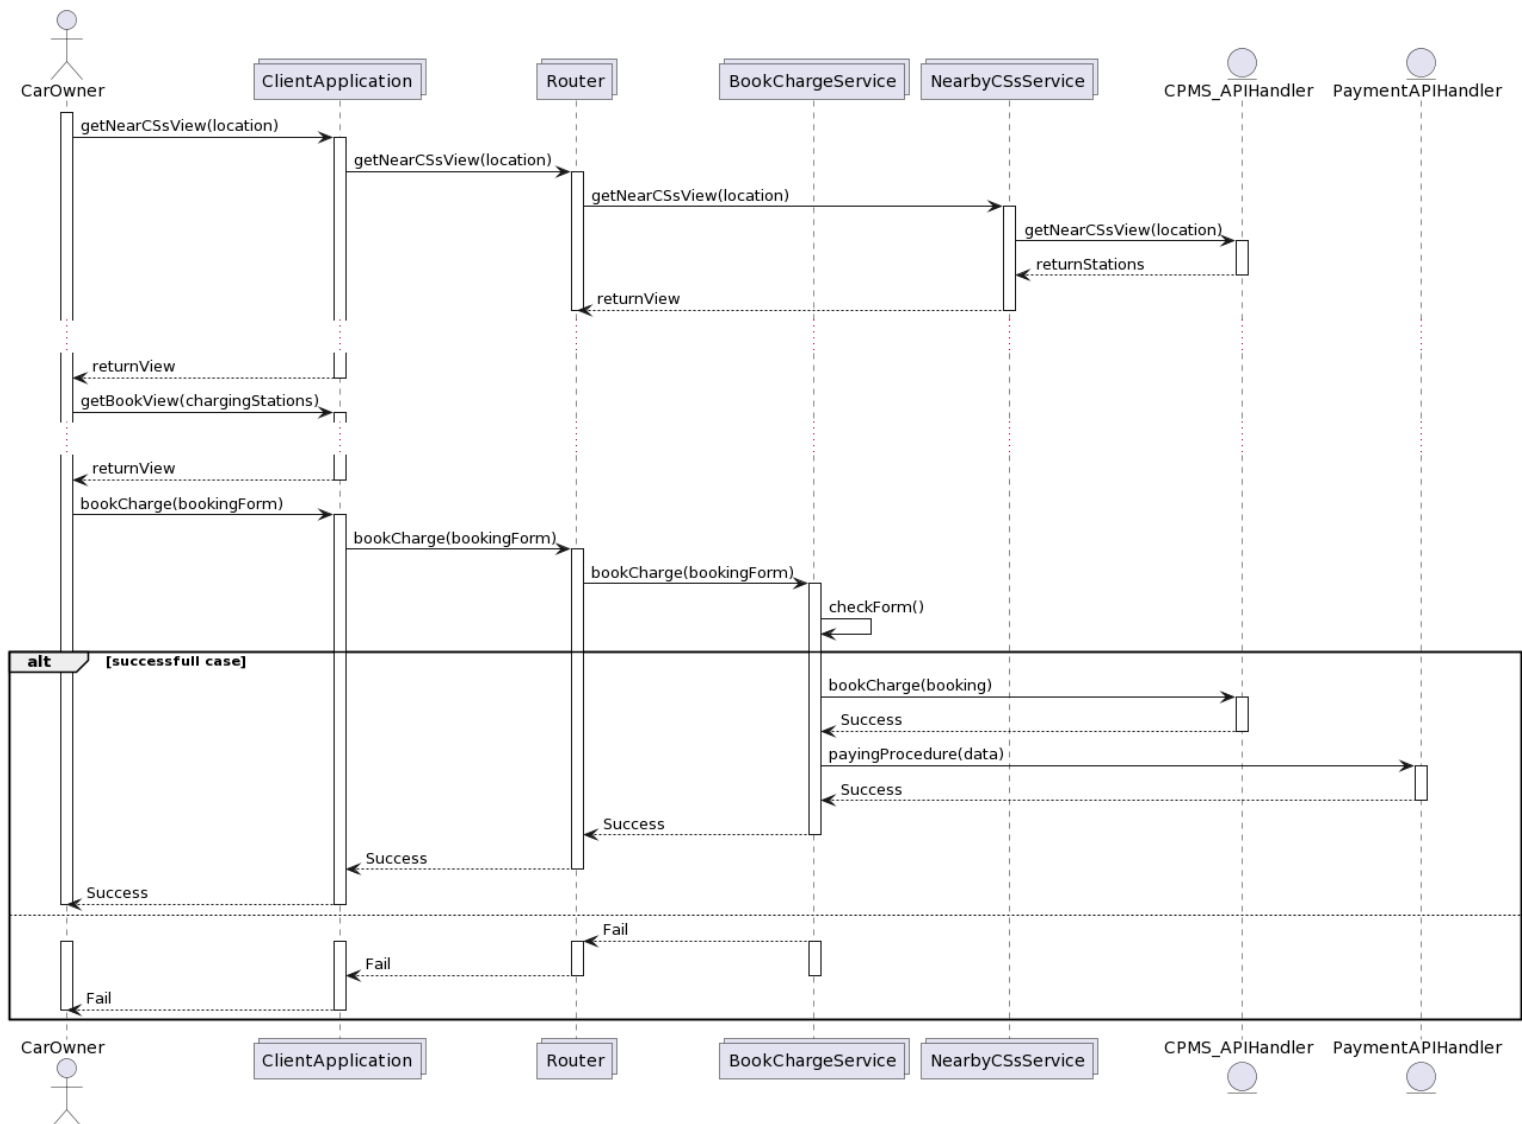 CarOwner
ClientApplication
Router
BookChargeService
NearbyCSsService
CPMS_APIHandler
PaymentAPIHandler
getNearCSsView(location)
getNearCSsView(location)
getNearCSsView(location)
getNearCSsView(location)
returnStations
returnView
returnView
getBookView(chargingStations)
returnView
bookCharge(bookingForm)
bookCharge(bookingForm)
bookCharge(bookingForm)
checkForm()
alt [successfull case]
bookCharge(booking)
Success
payingProcedure(data)
Success
Success
Success
Success
Fail
Fail
Fail
CarOwner
ClientApplication
Router
BookChargeService
NearbyCSsService
CPMS_APIHandler
PaymentAPIHandler